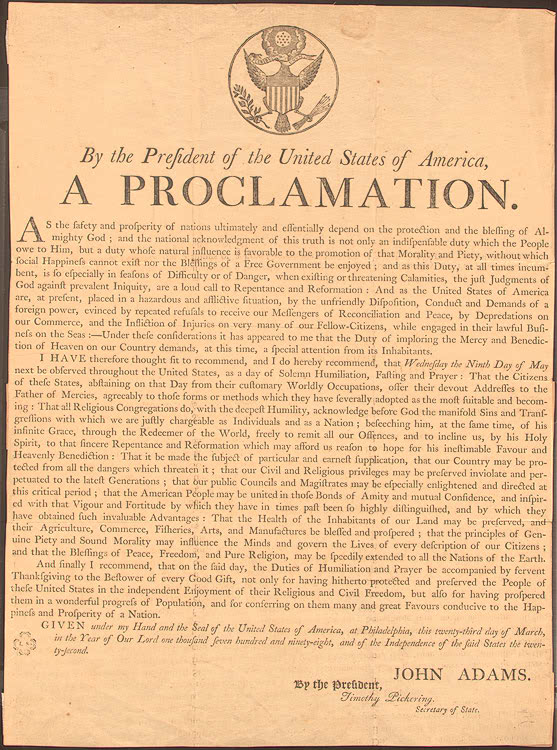 By the Preſident of the United States of America,
A PROCLAMATION.
AS the ſafety and proſperity of nations ultimately and eſſentially depend on the protection and the bleſſing of Al-
mighty God ; and the national acknowledgment of this truth is not only an indiſpenſable duty which the People
owe to Him, but a duty whoſe natural influence is favorable to the promotion of that Morality and Piety, without which
ſocial Happineſs cannot exiſt nor the Bleſſings of a Free Government be enjoyed ; and as this Duty, at all times incum-
bent, is ſo eſpecially in ſeaſons of Difficulty or of Danger, when exiſting or threatening Calamities, the juſt Judgments of
God againſt prevalent Iniquity, are a loud call to Repentance and Reformation : And as the United States of America
are, at preſent, placed in a hazardous and afflictive ſituation, by the unfriendly Diſpoſition, Conduct and Demands of a
foreign power, evinced by repeated refuſals to receive our Meſſengers of Reconciliation and Peace, by Depredations on
our Commerce, and the Infliction of Injuries on very many of our Fellow-Citizens, while engaged in their lawful Buſi-
neſs on the Seas :—Under theſe conſiderations it has appeared to me that the Duty of imploring the Mercy and Benedic-
tion of Heaven on our Country demands, at this time, a ſpecial attention from its Inhabitants.
I HAVE therefore thought fit to recommend, and I do hereby recommend, that Wedneſday the Ninth Day of May
next be obſerved throughout the United States, as a day of Solemn Humiliation, Faſting and Prayer : That the Citizens
of theſe States, abſtaining on that Day from their cuſtomary Worldly Occupations, offer their devout Addreſſes to the
Father of Mercies, agreeably to thoſe forms or methods which they have ſeverally adopted as the moſt ſuitable and becom-
ing : That all Religious Congregations do, with the deepeſt Humility, acknowledge before God the manifold Sins and Tranſ-
greſſions with which we are juſtly chargeable as Individuals and as a Nation ; beſeeching him, at the ſame time, of his
infinite Grace, through the Redeemer of the World, freely to remit all our Offences, and to incline us, by his Holy
Spirit, to that ſincere Repentance and Reformation which may afford us reaſon to hope for his ineſtimable Favour and
Heavenly Benediction : That it be made the ſubject of particular and earneſt ſupplication, that our Country may be pro-
tected from all the dangers which threaten it ; that our Civil and Religious privileges may be preſerved inviolate and per-
petuated to the lateſt Generations ; that our public Councils and Magiſtrates may be eſpecially enlightened and directed at
this critical period ; that the American People may be united in thoſe Bonds of Amity and mutual Confidence, and inſpir-
ed with that Vigour and Fortitude by which they have in times paſt been ſo highly diſtinguiſhed, and by which they
have obtained ſuch invaluable Advantages : That the Health of the Inhabitants of our Land may be preſerved, and
their Agriculture, Commerce, Fiſheries, Arts, and Manufactures be bleſſed and proſpered ; that the principles of Gen-
uine Piety and Sound Morality may influence the Minds and govern the Lives of every deſcription of our Citizens ;
and that the Bleſſings of Peace, Freedom, and Pure Religion, may be ſpeedily extended to all the Nations of the Earth.
And finally I recommend, that on the ſaid day, the Duties of Humiliation and Prayer be accompanied by fervent
Thankſgiving to the Beſtower of every Good Gift, not only for having hitherto protected and preſerved the People of
theſe United States in the independent Enjoyment of their Religious and Civil Freedom, but alſo for having proſpered
them in a wonderful progreſs of Population, and for conferring on them many and great Favours conducive to the Hap-
pineſs and Proſperity of a Nation.
GIVEN under my Hand and the Seal of the United States of America, at Philadelphia, this twenty-third day of March,
in the Year of Our Lord one thouſand ſeven hundred and ninety-eight, and of the Independence of the ſaid States the twen-
ty-ſecond.
JOHN ADAMS.
By the Preſident,
Timothy Pickering,
Secretary of State.